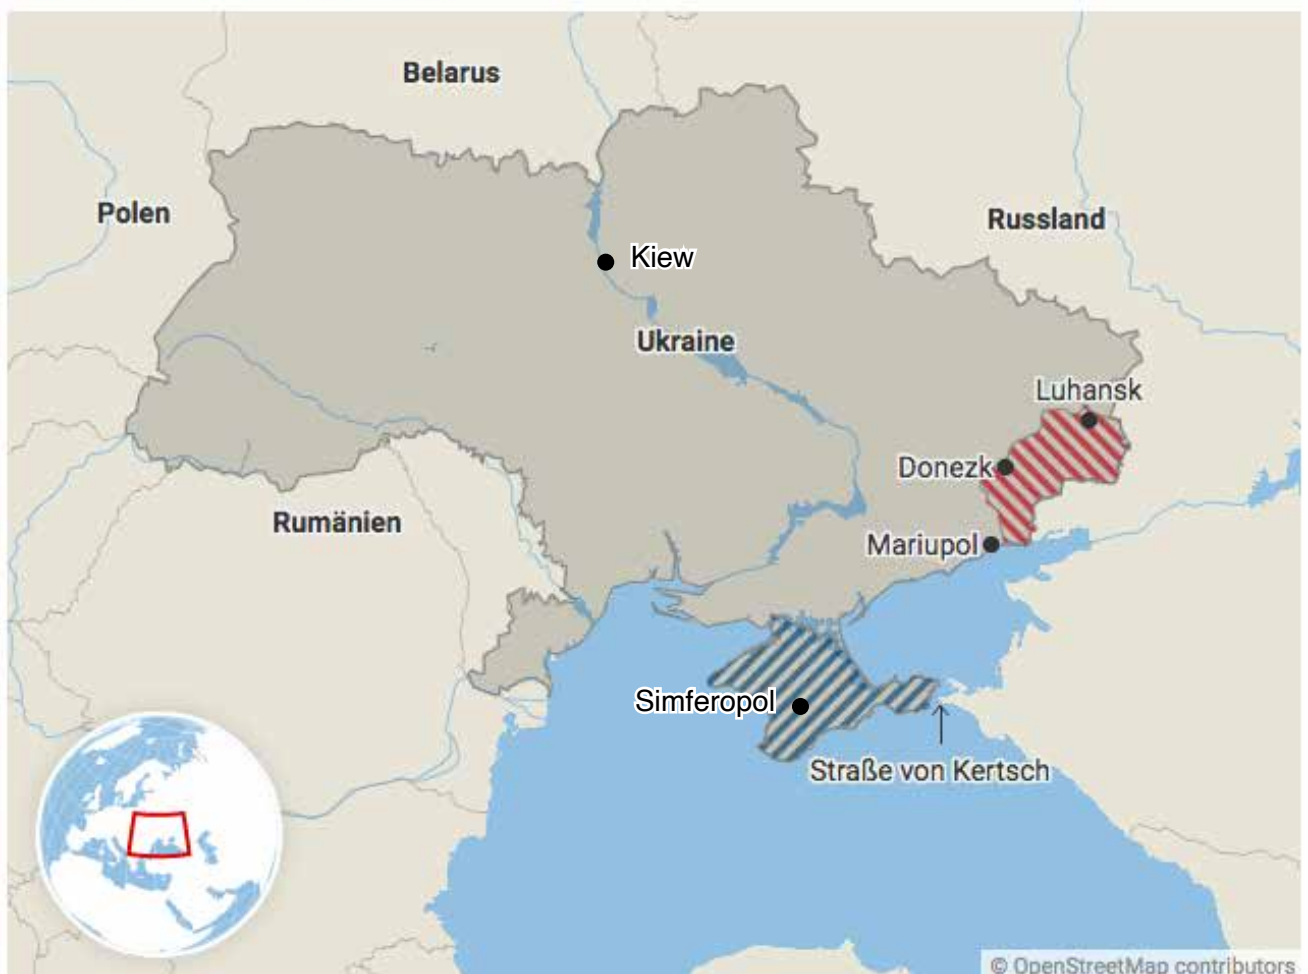 Belarus
Polen
Russland
Kiew
Ukraine
Luhansk
Donezk
Rumänien
Mariupol
Simferopol
Straße von Kertsch
© OpenStreetMap contributors